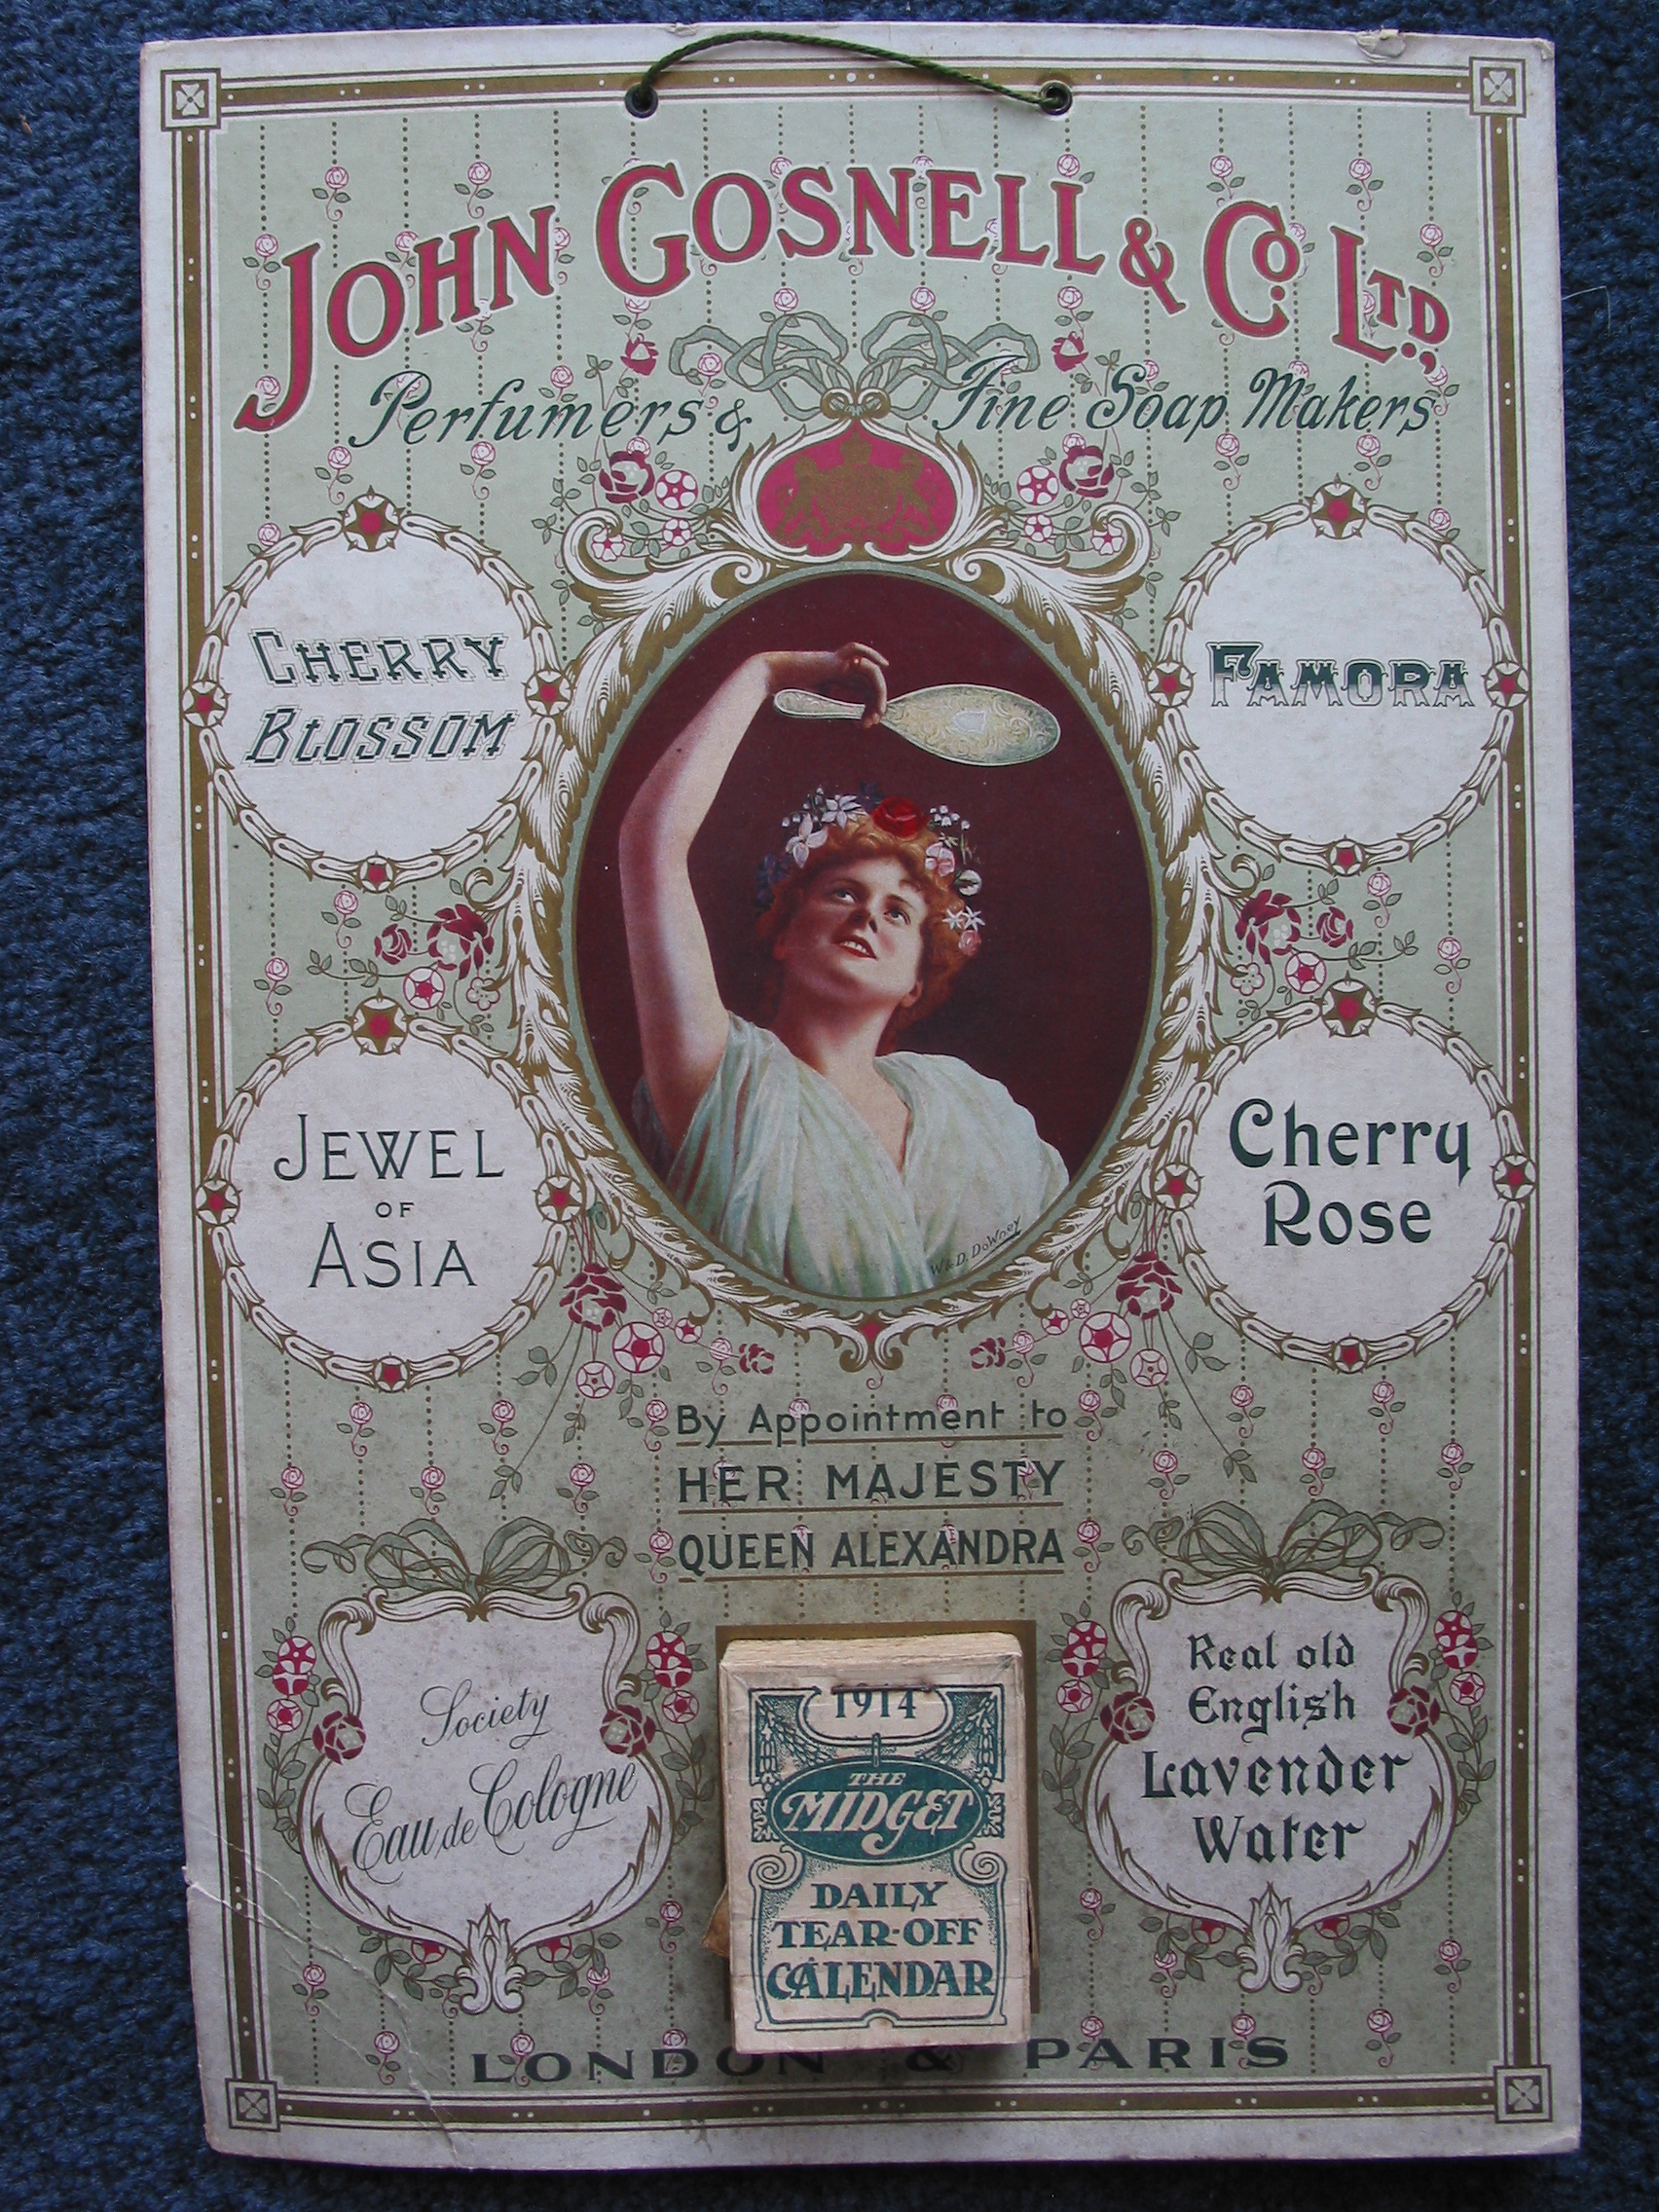 JOHN GOSNELL & Co. LTD.,
Perfumers & Fine Soap Makers
CHERRY
BLOSSOM
FAMORA
JEWEL
OF
ASIA
Cherry
Rose
W & D. DOWNEY
By Appointment to
HER MAJESTY
QUEEN ALEXANDRA
Society
Eau de Cologne
Real old
English
Lavender
Water
1914
THE
MIDGET
DAILY
TEAR-OFF
CALENDAR
LONDON & PARIS